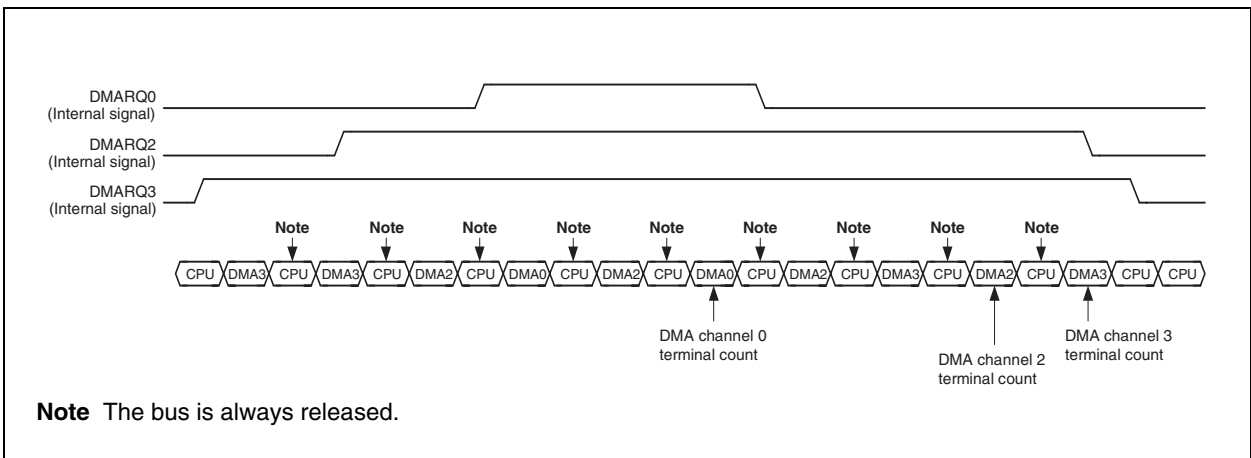 DMARQ0
(Internal signal)
DMARQ2
(Internal signal)
DMARQ3
(Internal signal)
Note Note Note Note Note Note Note Note Note
CPU DMA3 CPU DMA3 CPU DMA2 CPU DMA0 CPU DMA2 CPU DMA0 CPU DMA2 CPU DMA3 CPU DMA2 CPU DMA3 CPU CPU
DMA channel 0
terminal count
DMA channel 2
terminal count
DMA channel 3
terminal count
Note The bus is always released.